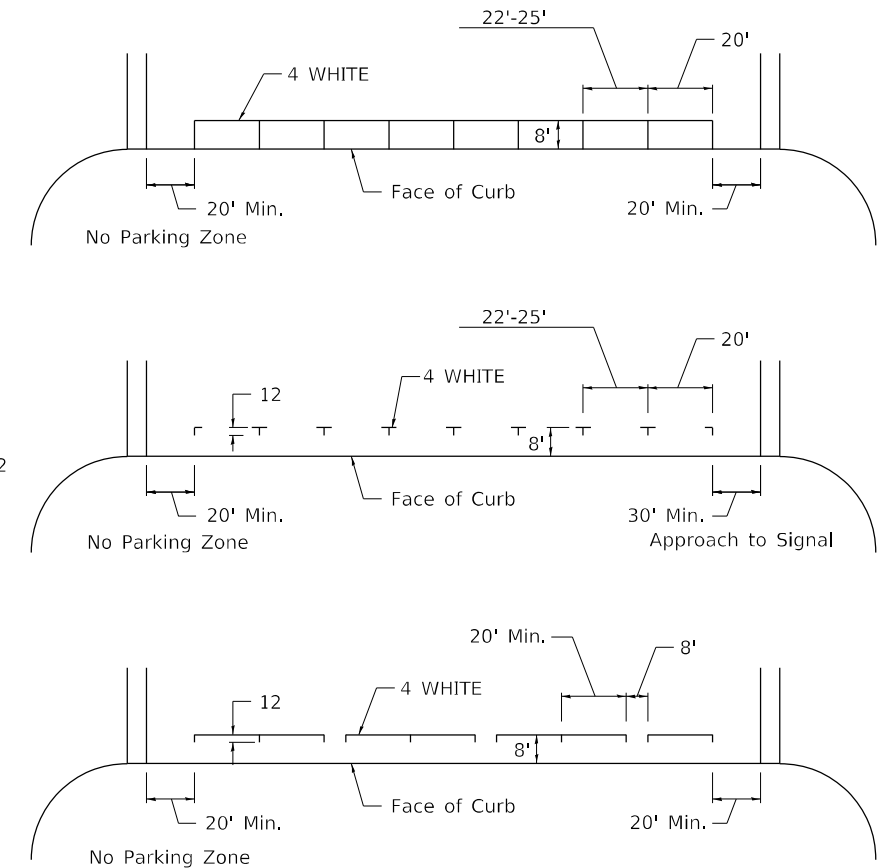 22'-25'
20'
4 WHITE
8'
Face of Curb
20' Min.
20' Min.
No Parking Zone
22'-25'
20'
4 WHITE
12
8'
2
Face of Curb
20' Min.
30' Min.
No Parking Zone
Approach to Signal
20' Min.
8'
4 WHITE
12
8'
Face of Curb
20' Min.
20' Min.
No Parking Zone